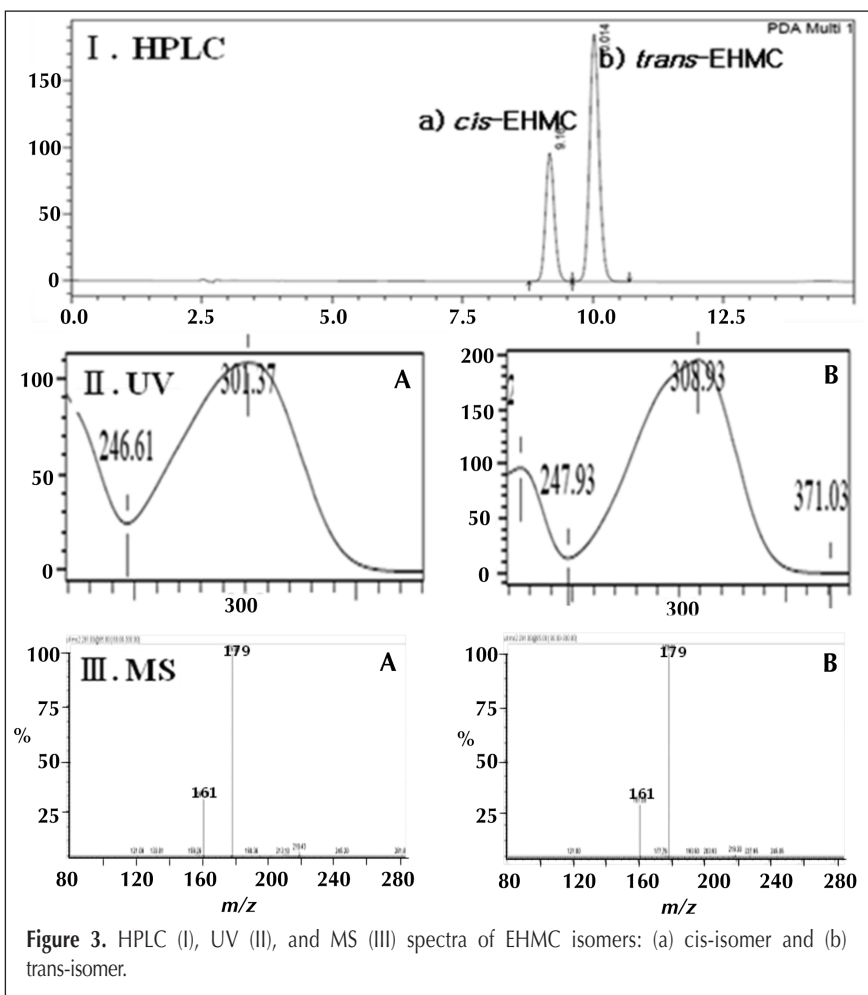 PDA Multi 1
I. HPLC
b) trans-EHMC
a) cis-EHMC
150
100
50
0
0.0 2.5 5.0 7.5 10.0 12.5
II. UV
A
301.37
246.61
100
50
0
300
B
308.93
247.93
371.03
200
150
100
50
0
300
III. MS
A
179
161
100
75
50
25
%
80 120 160 200 240 280
m/z
B
179
161
100
75
50
25
%
80 120 160 200 240 280
m/z
Figure 3. HPLC (I), UV (II), and MS (III) spectra of EHMC isomers: (a) cis-isomer and (b)
trans-isomer.